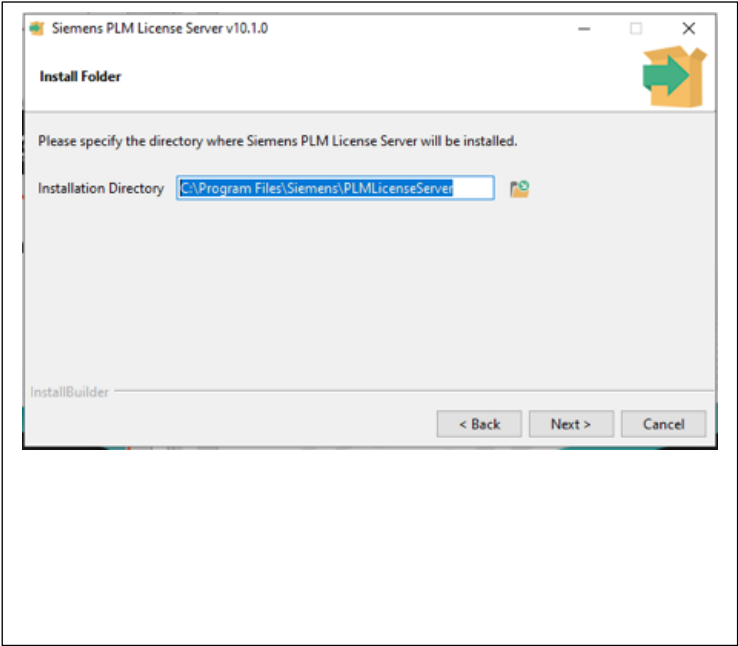 Siemens PLM License Server v10.1.0
Install Folder
Please specify the directory where Siemens PLM License Server will be installed.
Installation Directory C:\Program Files\Siemens\PLMLicenseServer
InstallBuilder
< Back Next > Cancel